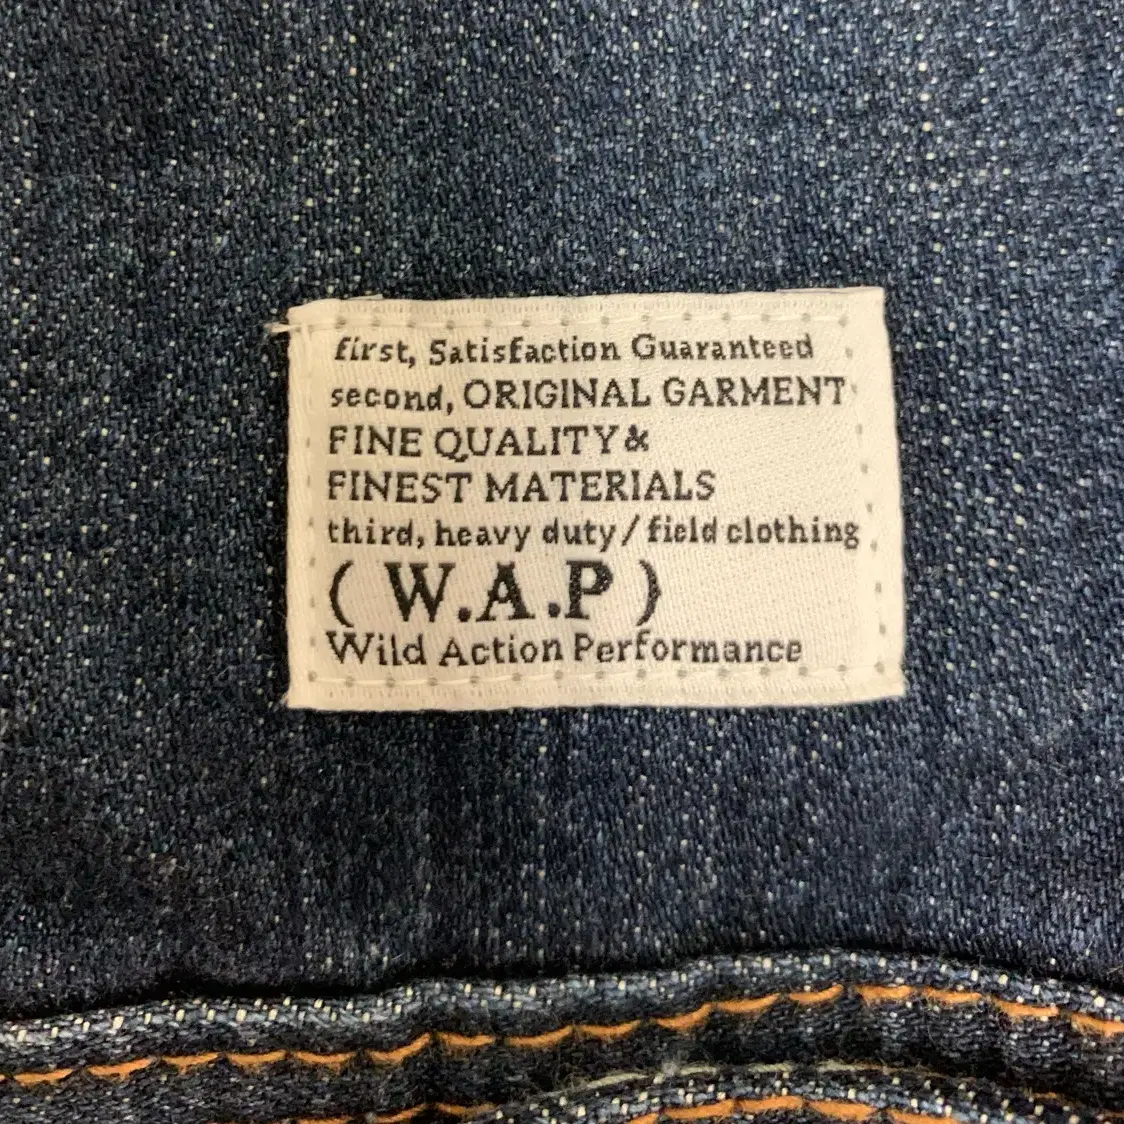 first, Satisfaction Guaranteed
second, ORIGINAL GARMENT
FINE QUALITY &
FINEST MATERIALS
third, heavy duty / field clothing
( W.A.P )
Wild Action Performance